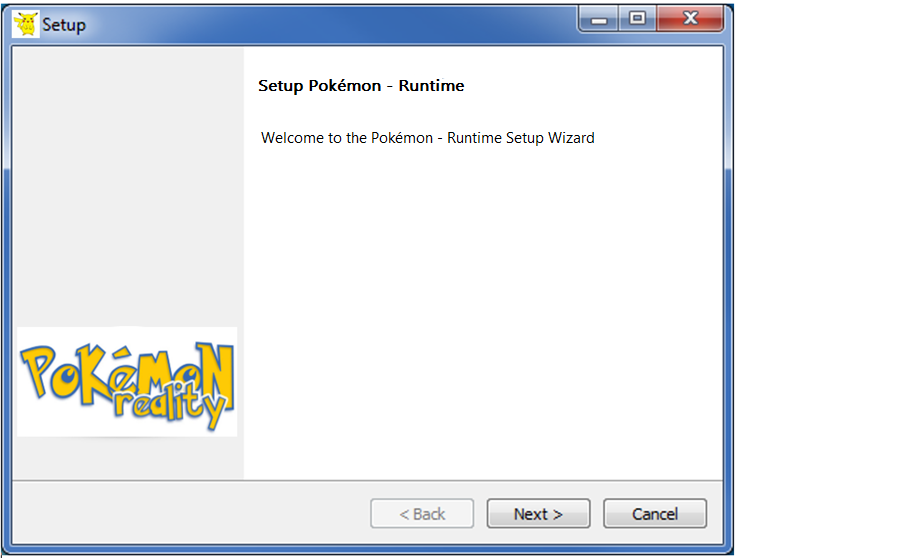 Setup
Setup Pokémon - Runtime
Welcome to the Pokémon - Runtime Setup Wizard
PoKéMoN
reality
< Back
Next >
Cancel